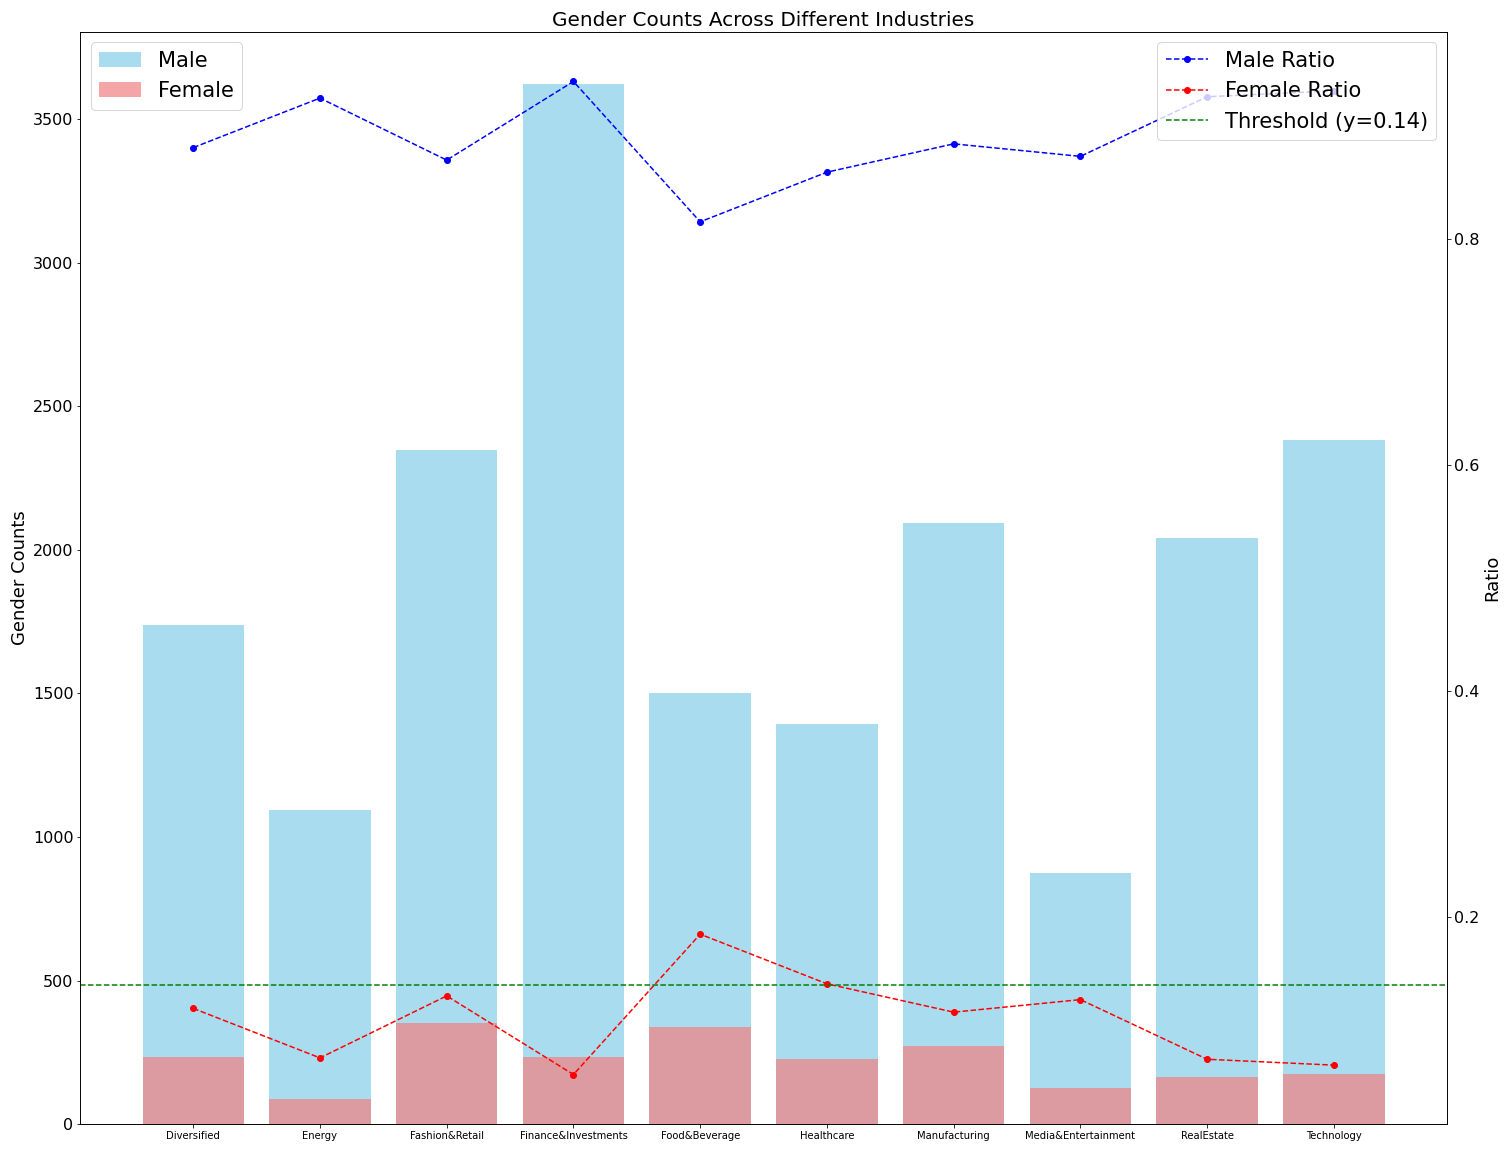 Gender Counts Across Different Industries
Male
Female
Male Ratio
Female Ratio
Threshold (y=0.14)
Gender Counts
3500
3000
2500
2000
1500
1000
500
0
Ratio
0.8
0.6
0.4
0.2
Diversified
Energy
Fashion&Retail
Finance&Investments
Food&Beverage
Healthcare
Manufacturing
Media&Entertainment
RealEstate
Technology